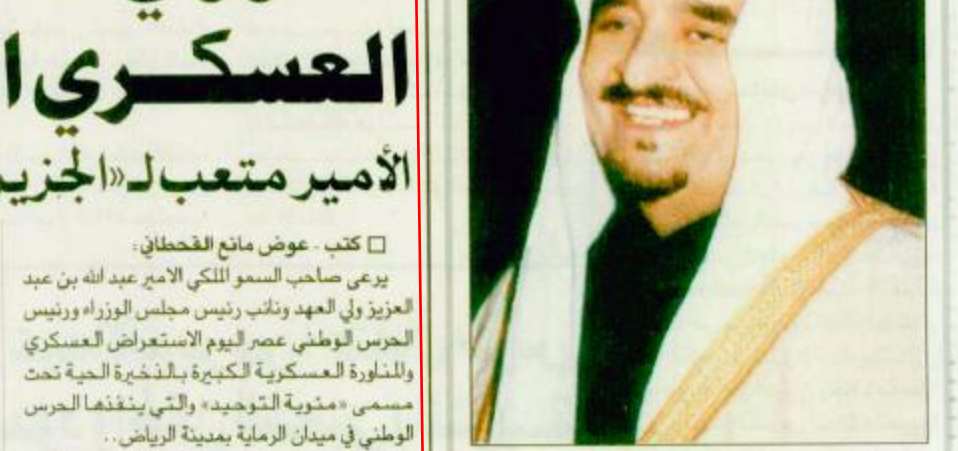 العسكري ا
الأمير متعب لـ«الجزير
□ كتب - عوض مانع القحطاني:
يرعى صاحب السمو الملكي الامير عبد الله بن عبد
العزيز ولي العهد ونائب رئيس مجلس الوزراء ورئيس
الحرس الوطني عصر اليوم الاستعراض العسكري
والمناورة العسكرية الكبيرة بالذخيرة الحية تحت
مسمى «مئوية التوحيد» والتي ينفذها الحرس
الوطني في ميدان الرماية بمدينة الرياض..